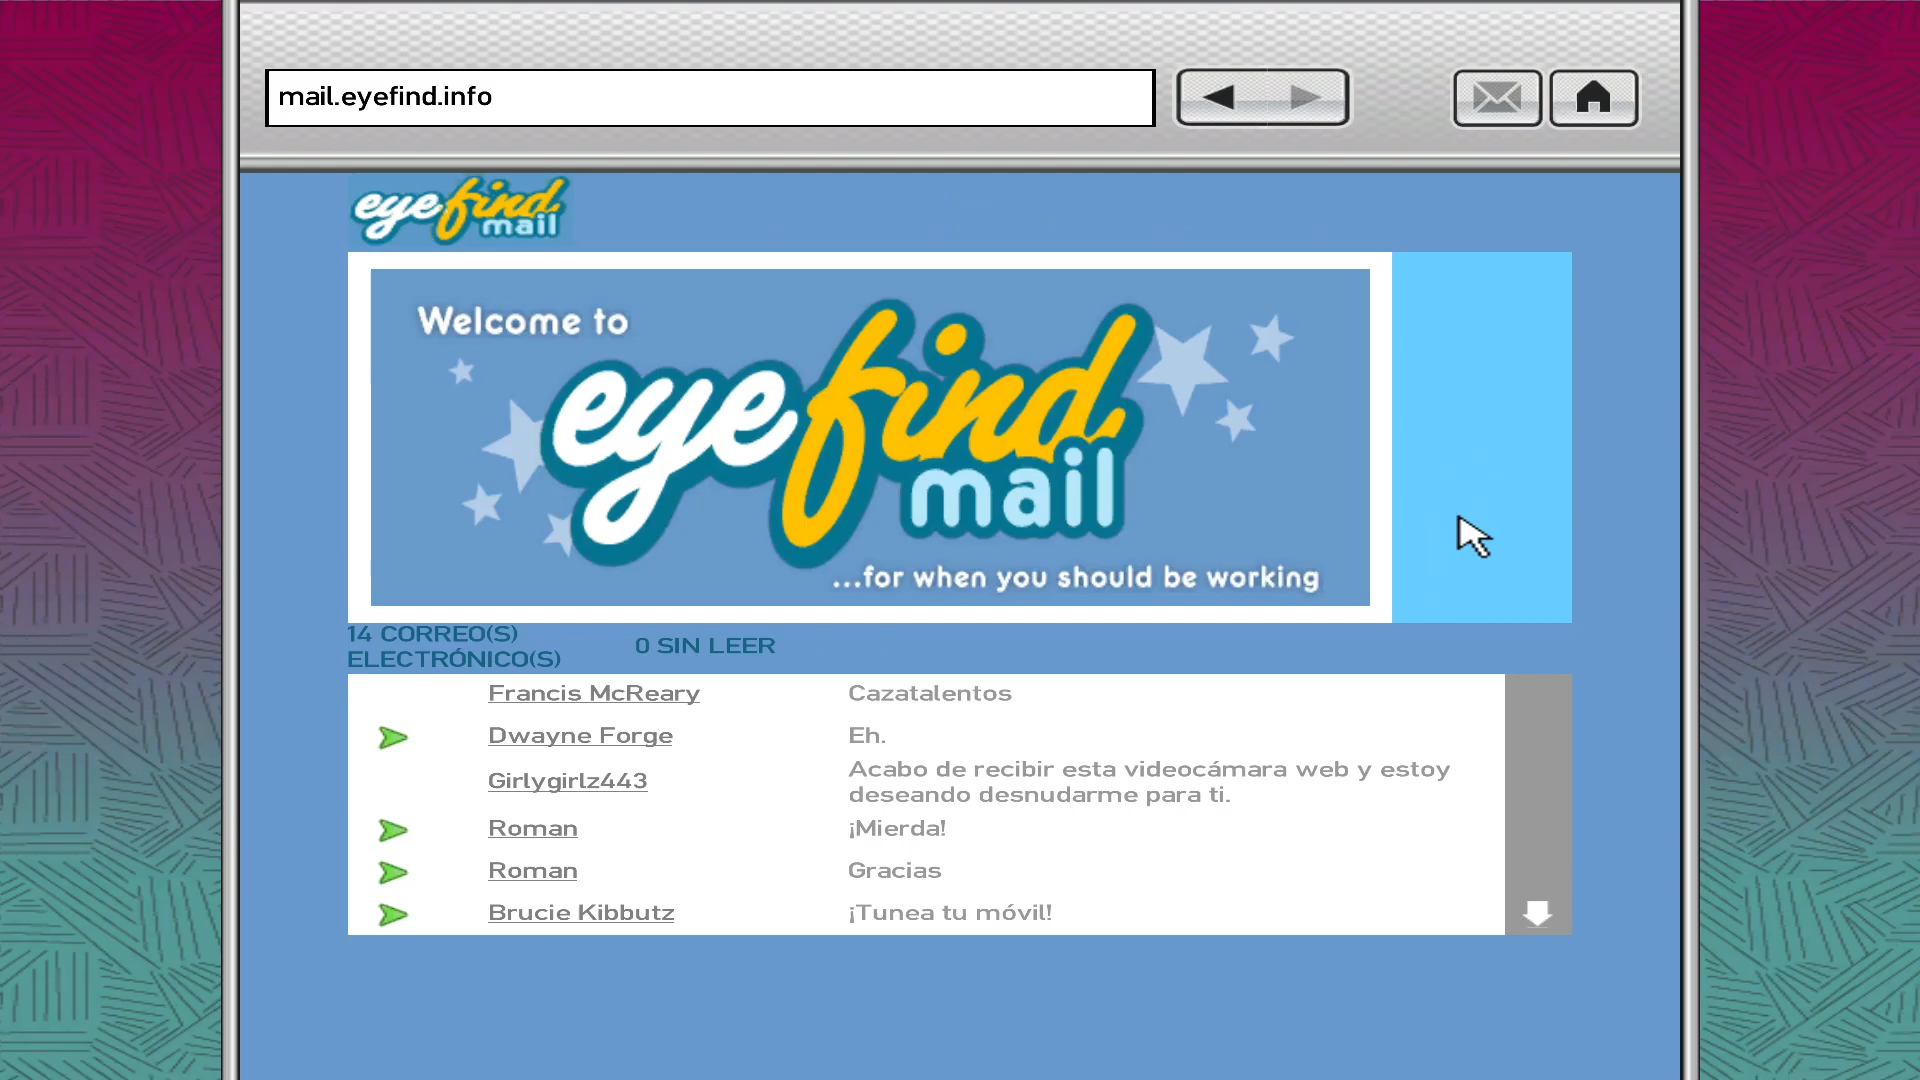 mail.eyefind.info
eyefind
mail
Welcome to
eyefind
mail
...for when you should be working
14 CORREO(S)
ELECTRÓNICO(S)
0 SIN LEER
Francis McReary
Cazatalentos
Dwayne Forge
Eh.
Girlygirlz443
Acabo de recibir esta videocámara web y estoy
deseando desnudarme para ti.
Roman
¡Mierda!
Roman
Gracias
Brucie Kibbutz
¡Tunea tu móvil!